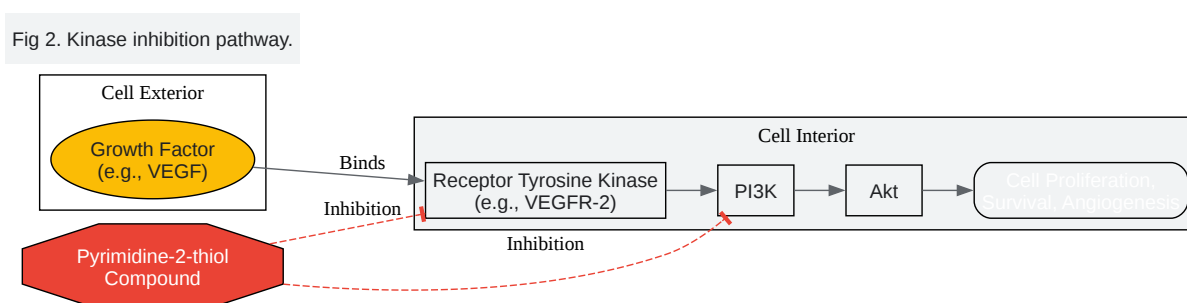 Fig 2. Kinase inhibition pathway.
Cell Exterior
Growth Factor
(e.g., VEGF)
Binds
Inhibition
Pyrimidine-2-thiol
Compound
Inhibition
Cell Interior
Receptor Tyrosine Kinase
(e.g., VEGFR-2)
PI3K
Akt
Cell Proliferation,
Survival, Angiogenesis